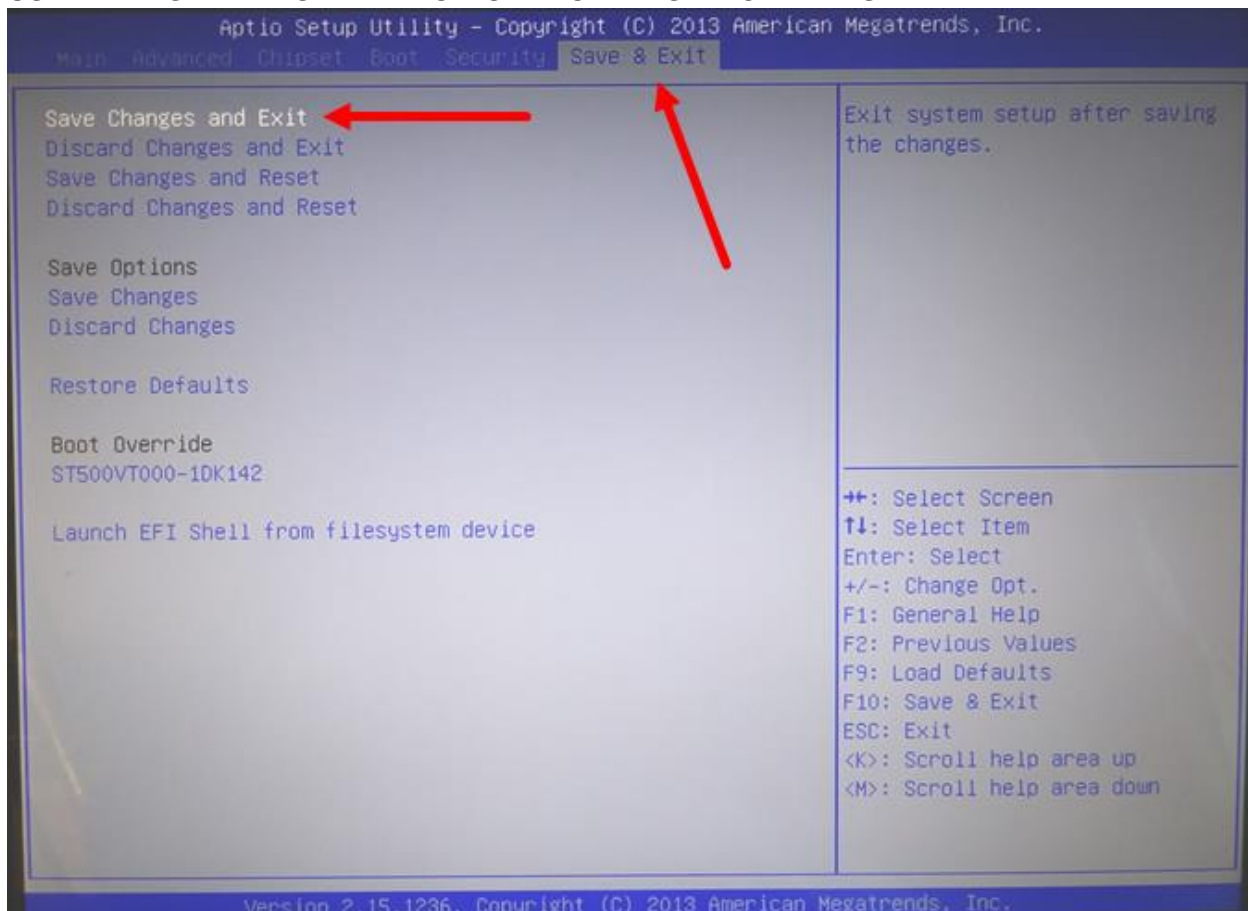 Aptio Setup Utility – Copyright (C) 2013 American Megatrends, Inc.
Main Advanced Chipset Boot Security Save & Exit
Save Changes and Exit
Discard Changes and Exit
Save Changes and Reset
Discard Changes and Reset
Save Options
Save Changes
Discard Changes
Restore Defaults
Boot Override
ST500VT000-1DK142
Launch EFI Shell from filesystem device
Exit system setup after saving
the changes.
→←: Select Screen
↑↓: Select Item
Enter: Select
+/-: Change Opt.
F1: General Help
F2: Previous Values
F9: Load Defaults
F10: Save & Exit
ESC: Exit
<K>: Scroll help area up
<M>: Scroll help area down
Version 2.15.1236. Copyright (C) 2013 American Megatrends, Inc.